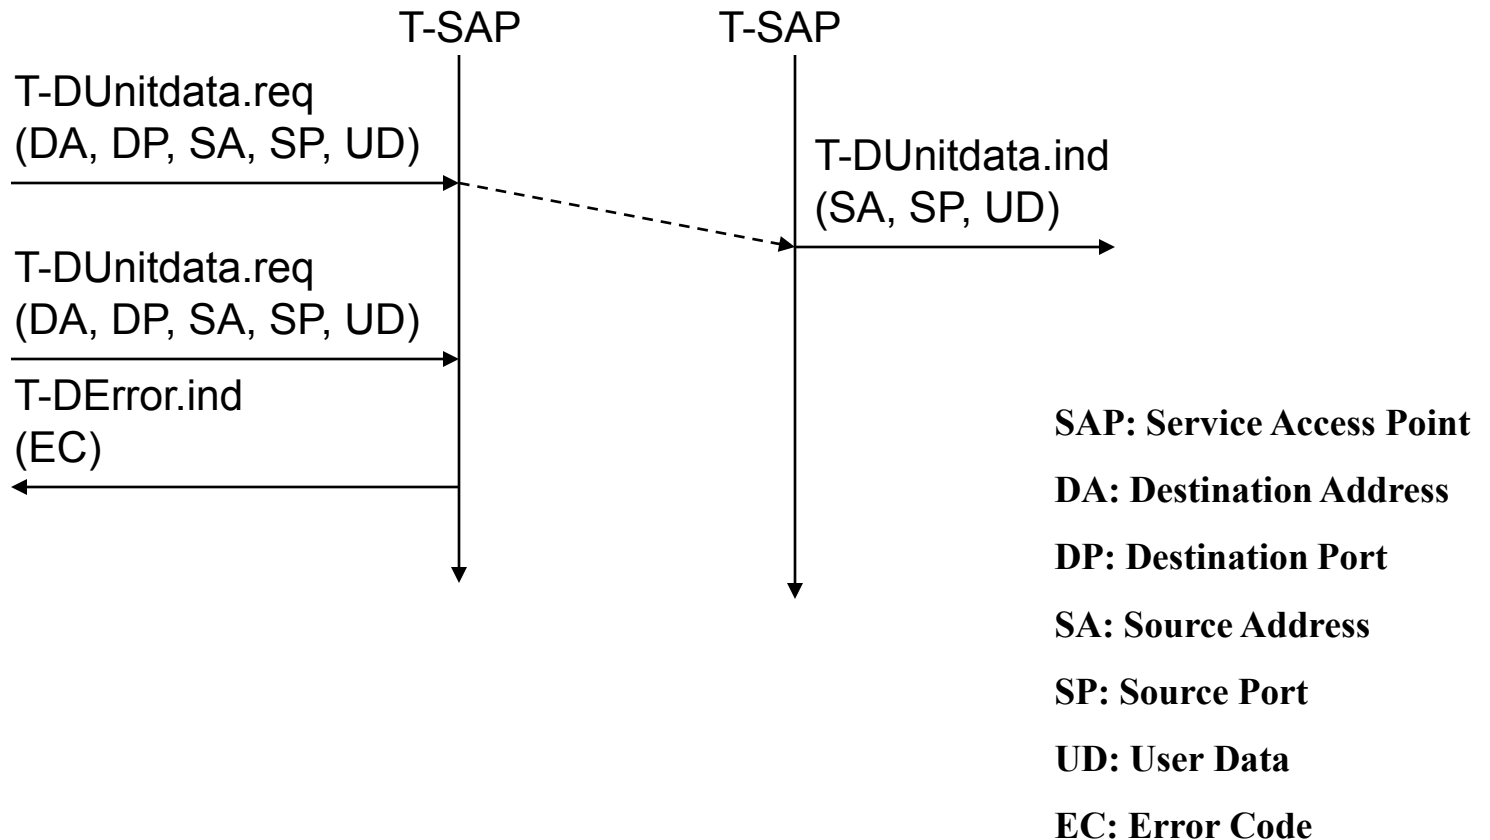 T-SAP
T-SAP
T-DUnitdata.req
(DA, DP, SA, SP, UD)
T-DUnitdata.ind
(SA, SP, UD)
T-DUnitdata.req
(DA, DP, SA, SP, UD)
T-DError.ind
(EC)
SAP: Service Access Point
DA: Destination Address
DP: Destination Port
SA: Source Address
SP: Source Port
UD: User Data
EC: Error Code